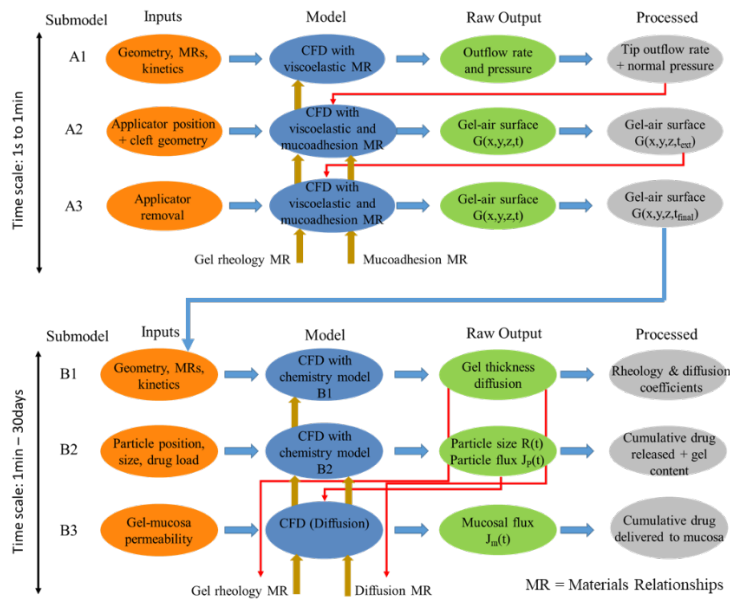 Submodel
Inputs
Model
Raw Output
Processed
Time scale: 1s to 1min
A1
Geometry, MRs,
kinetics
CFD with
viscoelastic MR
Outflow rate
and pressure
Tip outflow rate
+ normal pressure
A2
Applicator position
+ cleft geometry
CFD with
viscoelastic and
mucoadhesion MR
Gel-air surface
G(x,y,z,t)
Gel-air surface
G(x,y,z,text)
A3
Applicator
removal
CFD with
viscoelastic and
mucoadhesion MR
Gel-air surface
G(x,y,z,t)
Gel-air surface
G(x,y,z,tfinal)
Gel rheology MR
Mucoadhesion MR
Submodel
Inputs
Model
Raw Output
Processed
Time scale: 1min – 30days
B1
Geometry, MRs,
kinetics
CFD with
chemistry model
B1
Gel thickness
diffusion
Rheology & diffusion
coefficients
B2
Particle position,
size, drug load
CFD with
chemistry model
B2
Particle size R(t)
Particle flux JP(t)
Cumulative drug
released + gel
content
B3
Gel-mucosa
permeability
CFD (Diffusion)
Mucosal flux
Jm(t)
Cumulative drug
delivered to mucosa
Gel rheology MR
Diffusion MR
MR = Materials Relationships